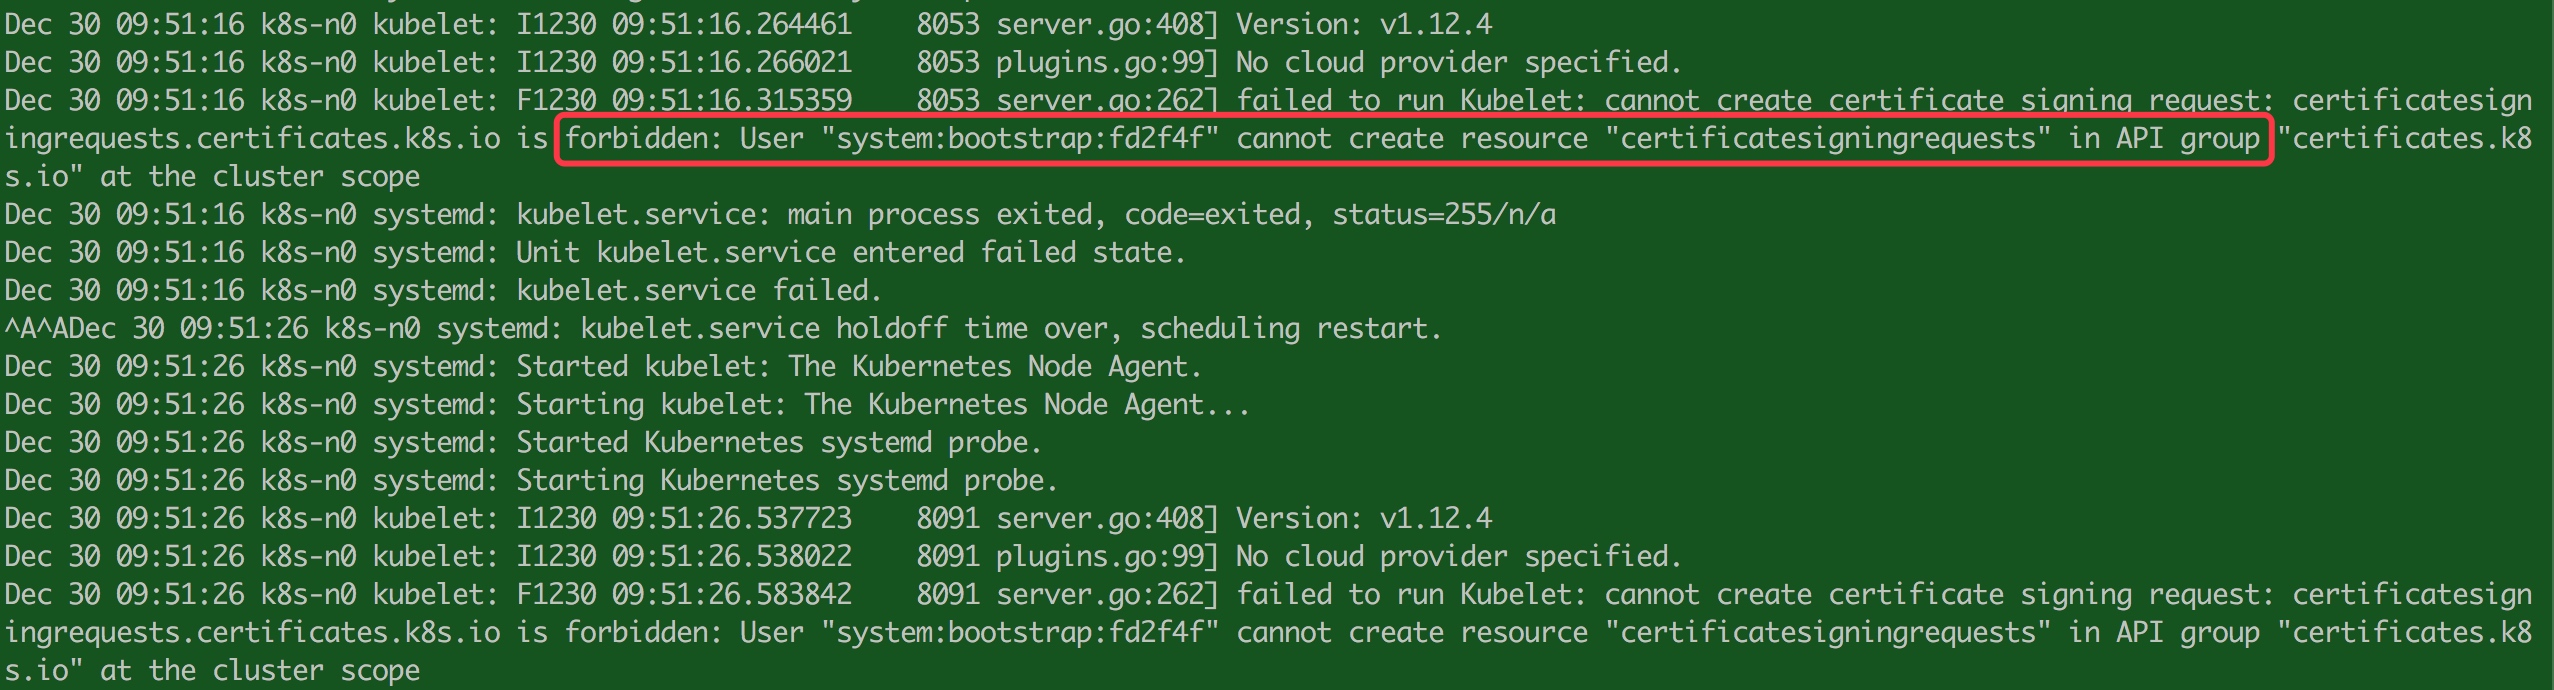 Dec 30 09:51:16 k8s-n0 kubelet: I1230 09:51:16.264461    8053 server.go:408] Version: v1.12.4
Dec 30 09:51:16 k8s-n0 kubelet: I1230 09:51:16.266021    8053 plugins.go:99] No cloud provider specified.
Dec 30 09:51:16 k8s-n0 kubelet: F1230 09:51:16.315359    8053 server.go:262] failed to run Kubelet: cannot create certificate signing request: certificatesign
ingrequests.certificates.k8s.io is forbidden: User "system:bootstrap:fd2f4f" cannot create resource "certificatesigningrequests" in API group "certificates.k8
s.io" at the cluster scope
Dec 30 09:51:16 k8s-n0 systemd: kubelet.service: main process exited, code=exited, status=255/n/a
Dec 30 09:51:16 k8s-n0 systemd: Unit kubelet.service entered failed state.
Dec 30 09:51:16 k8s-n0 systemd: kubelet.service failed.
^A^ADec 30 09:51:26 k8s-n0 systemd: kubelet.service holdoff time over, scheduling restart.
Dec 30 09:51:26 k8s-n0 systemd: Started kubelet: The Kubernetes Node Agent.
Dec 30 09:51:26 k8s-n0 systemd: Starting kubelet: The Kubernetes Node Agent...
Dec 30 09:51:26 k8s-n0 systemd: Started Kubernetes systemd probe.
Dec 30 09:51:26 k8s-n0 systemd: Starting Kubernetes systemd probe.
Dec 30 09:51:26 k8s-n0 kubelet: I1230 09:51:26.537723    8091 server.go:408] Version: v1.12.4
Dec 30 09:51:26 k8s-n0 kubelet: I1230 09:51:26.538022    8091 plugins.go:99] No cloud provider specified.
Dec 30 09:51:26 k8s-n0 kubelet: F1230 09:51:26.583842    8091 server.go:262] failed to run Kubelet: cannot create certificate signing request: certificatesign
ingrequests.certificates.k8s.io is forbidden: User "system:bootstrap:fd2f4f" cannot create resource "certificatesigningrequests" in API group "certificates.k8
s.io" at the cluster scope